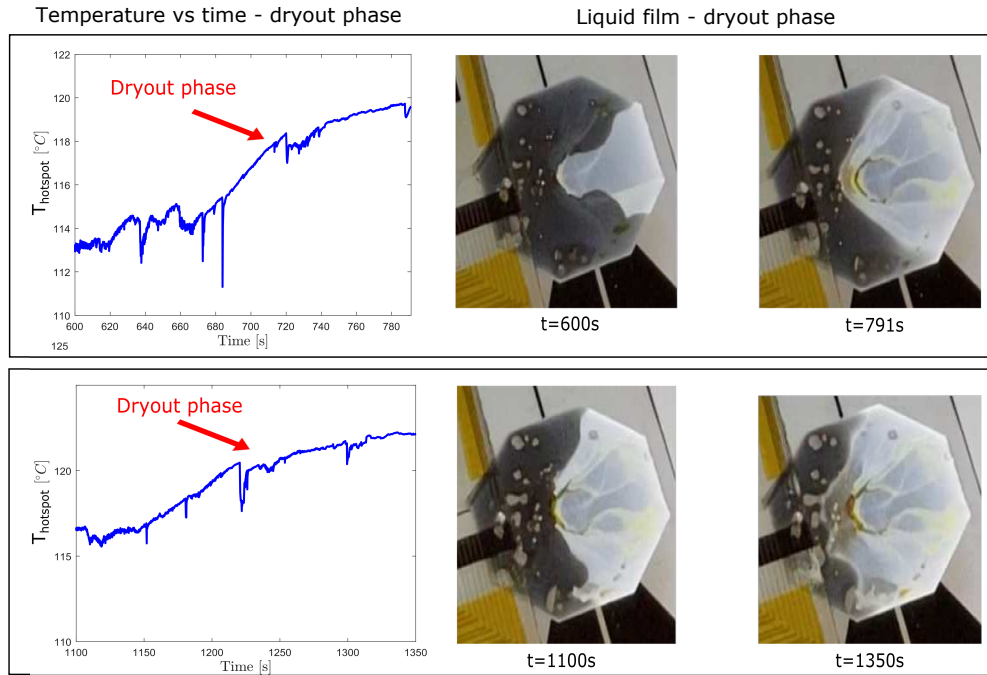 Temperature vs time - dryout phase
Liquid film - dryout phase
122
120
118
116
114
112
110
T hotspot [°C]
Dryout phase
600 620 640 660 680 700 720 740 760 780
Time [s]
125
t=600s
t=791s
120
115
110
T hotspot [°C]
Dryout phase
1100 1150 1200 1250 1300 1350
Time [s]
t=1100s
t=1350s